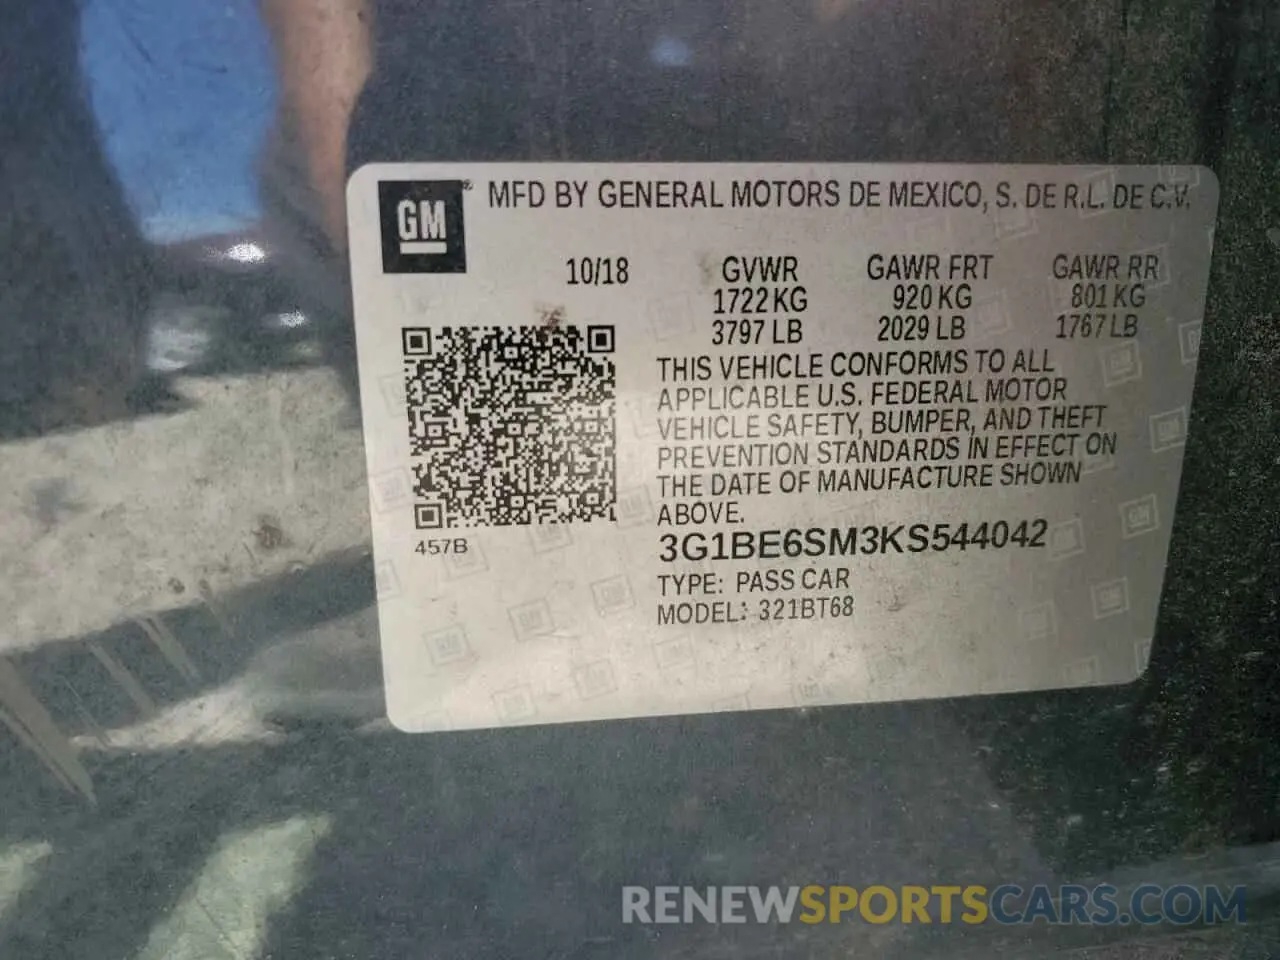 GM® MFD BY GENERAL MOTORS DE MEXICO, S. DE R.L. DE C.V.
10/18 GVWR GAWR FRT GAWR RR
1722 KG 920 KG 801 KG
3797 LB 2029 LB 1767 LB
THIS VEHICLE CONFORMS TO ALL
APPLICABLE U.S. FEDERAL MOTOR
VEHICLE SAFETY, BUMPER, AND THEFT
PREVENTION STANDARDS IN EFFECT ON
THE DATE OF MANUFACTURE SHOWN
ABOVE.
457B
3G1BE6SM3KS544042
TYPE: PASS CAR
MODEL: 321BT68
RENEWSPORTSCARS.COM